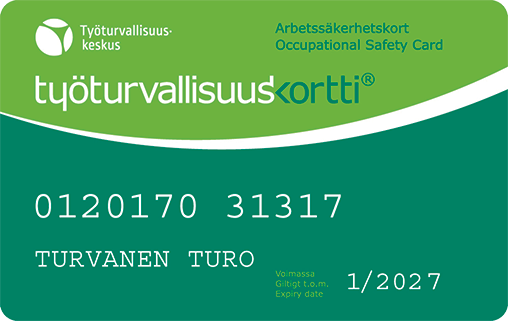 Työturvallisuus-
keskus
Arbetssäkerhetskort
Occupational Safety Card
työturvallisuuskortti®
0120170 31317
TURVANEN TURO
Voimassa
Giltigt t.o.m.
Expiry date
1/2027